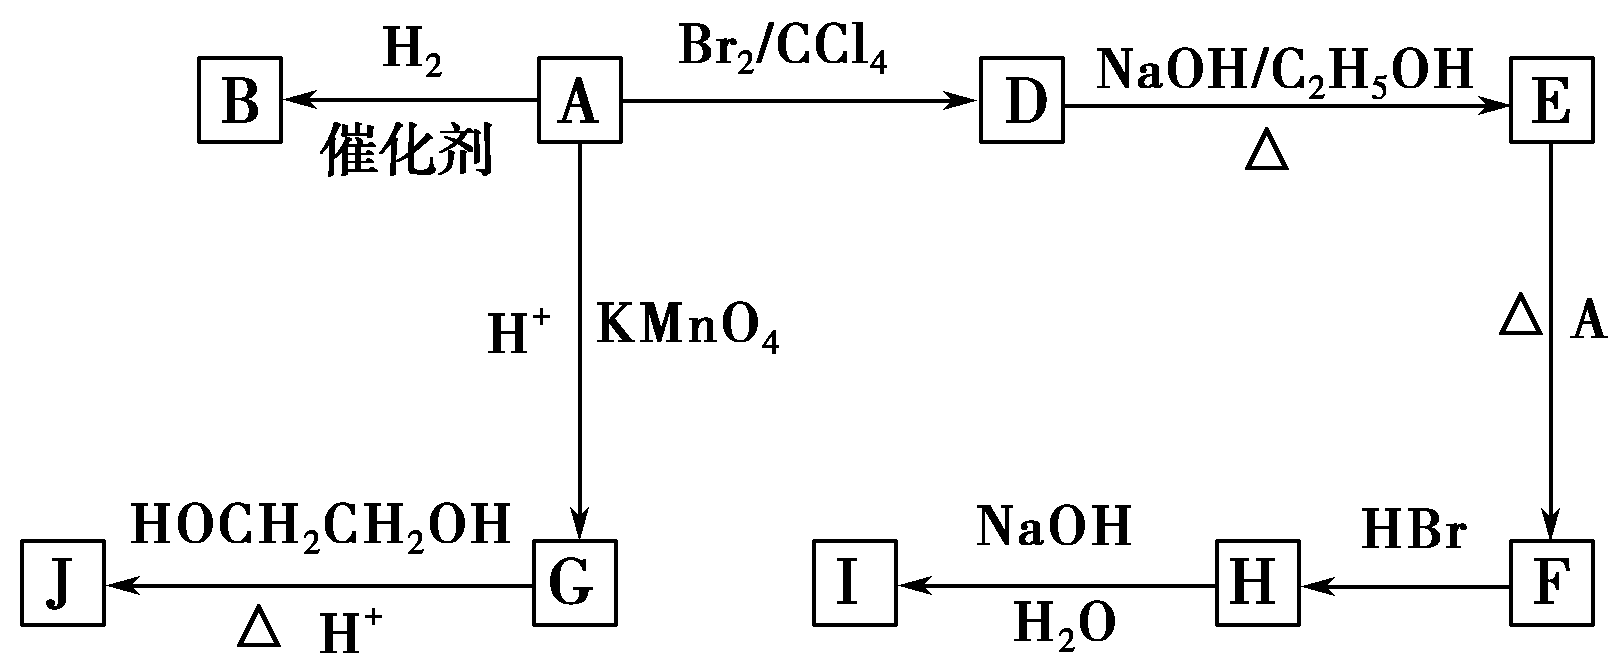 H₂
Br₂/CCl₄
NaOH/C₂H₅OH
B
A
D
E
催化剂
△
H⁺
KMnO₄
△
A
HOCH₂CH₂OH
NaOH
HBr
J
G
I
H
F
△
H⁺
H₂O